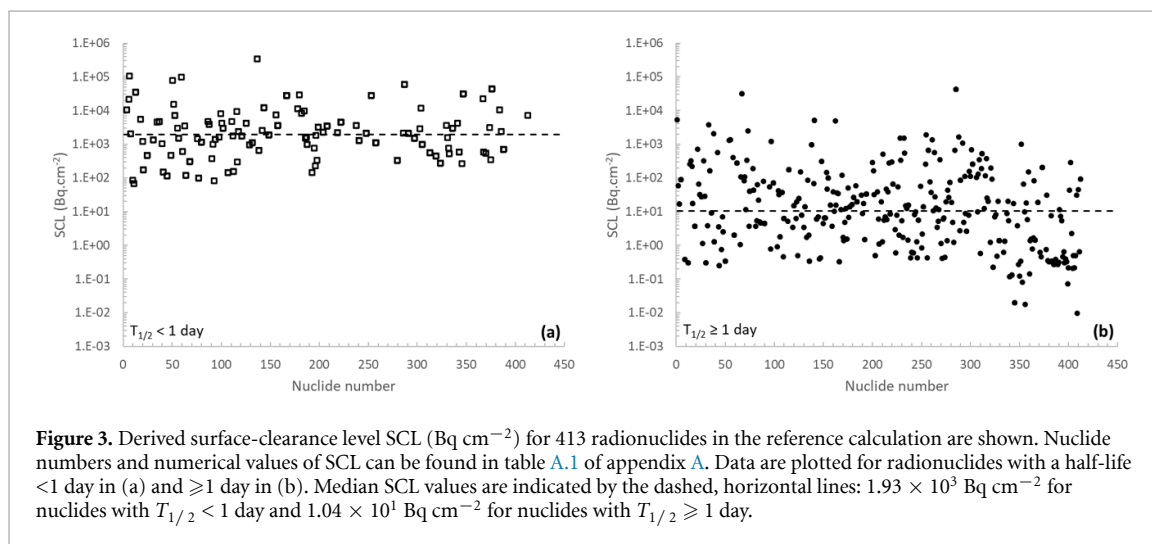 1.E+06
1.E+05
1.E+04
1.E+03
1.E+02
1.E+01
1.E+00
1.E-01
1.E-02
1.E-03
SCL (Bq.cm⁻²)
T₁/₂ < 1 day
(a)
0 50 100 150 200 250 300 350 400 450
Nuclide number
1.E+06
1.E+05
1.E+04
1.E+03
1.E+02
1.E+01
1.E+00
1.E-01
1.E-02
1.E-03
SCL (Bq.cm⁻²)
T₁/₂ ≥ 1 day
(b)
0 50 100 150 200 250 300 350 400 450
Nuclide number
Figure 3. Derived surface-clearance level SCL (Bq cm⁻²) for 413 radionuclides in the reference calculation are shown. Nuclide
numbers and numerical values of SCL can be found in table A.1 of appendix A. Data are plotted for radionuclides with a half-life
<1 day in (a) and ⩾1 day in (b). Median SCL values are indicated by the dashed, horizontal lines: 1.93 × 10³ Bq cm⁻² for
nuclides with T₁/₂ < 1 day and 1.04 × 10¹ Bq cm⁻² for nuclides with T₁/₂ ⩾ 1 day.